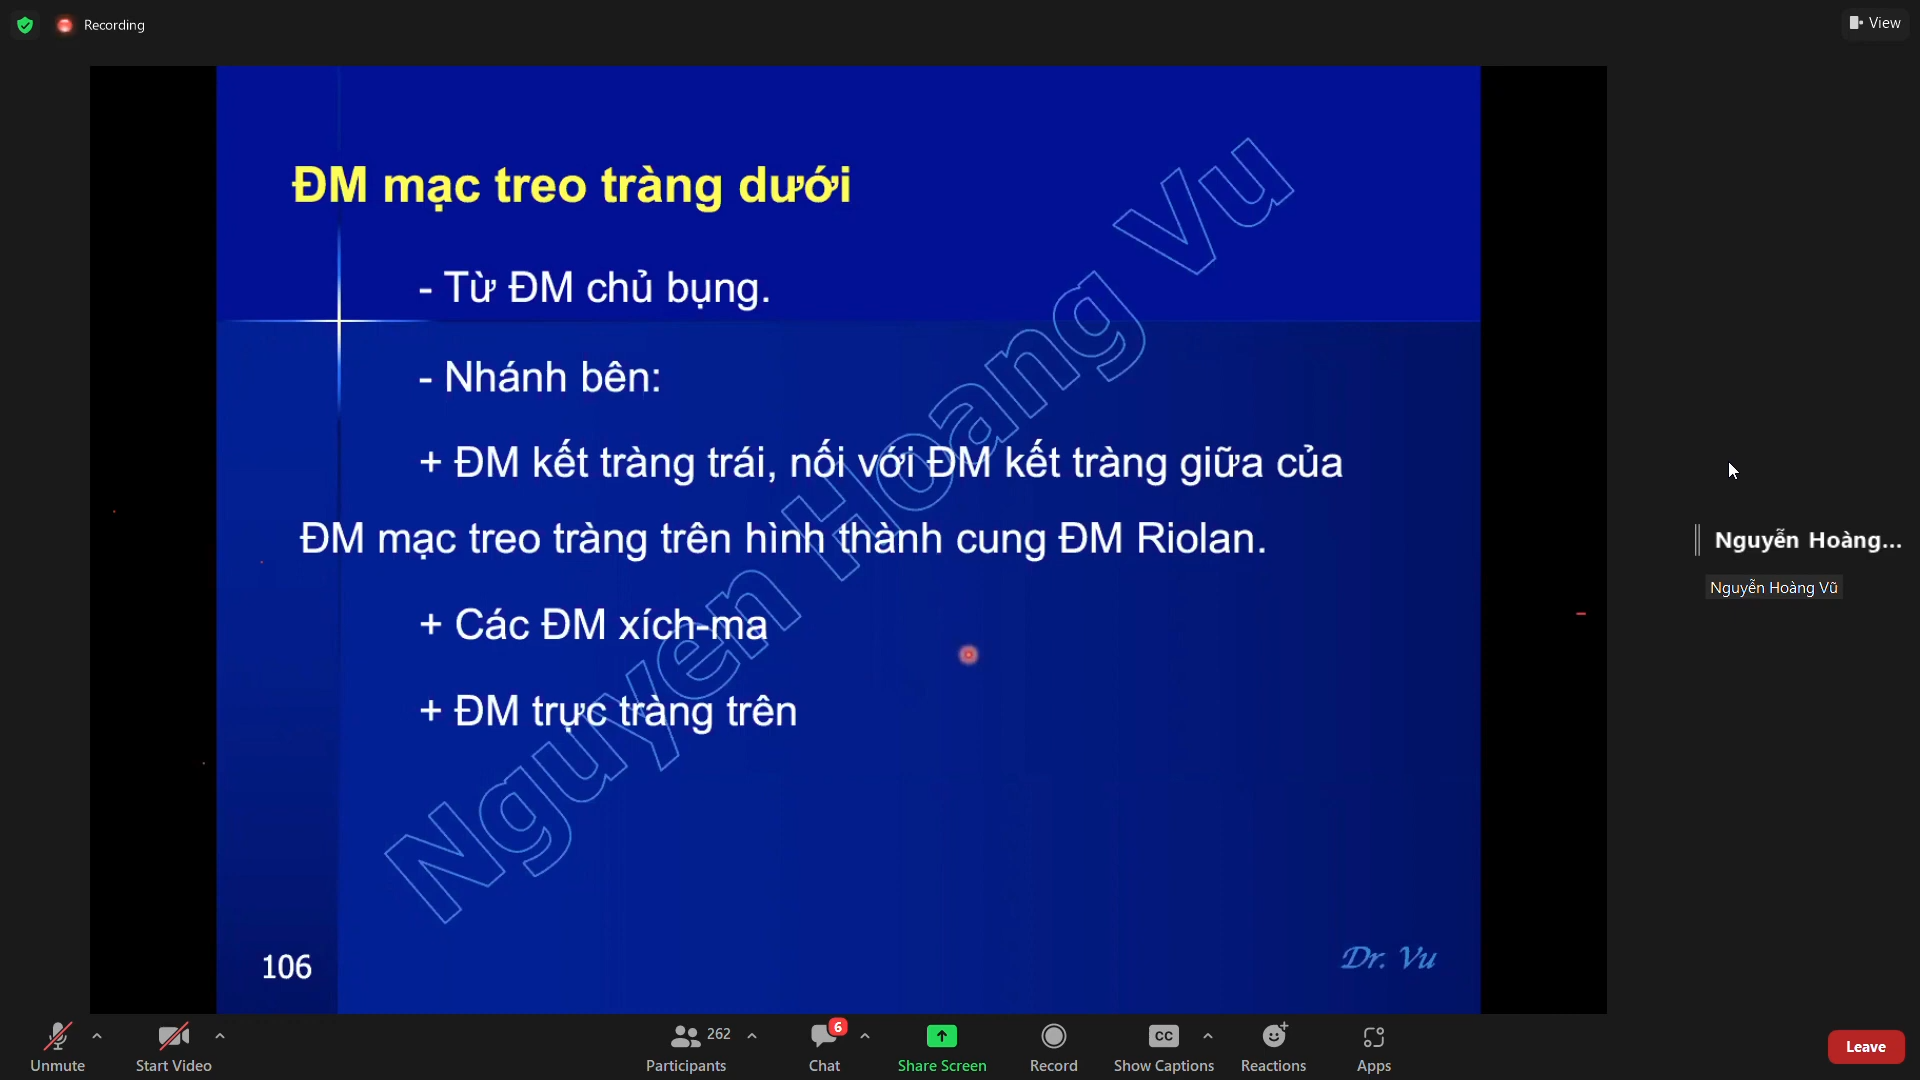 Recording
View
ĐM mạc treo tràng dưới
- Từ ĐM chủ bụng.
- Nhánh bên:
+ ĐM kết tràng trái, nối với ĐM kết tràng giữa của
ĐM mạc treo tràng trên hình thành cung ĐM Riolan.
+ Các ĐM xích-ma
+ ĐM trực tràng trên
Nguyen Hoang Vu
106
Dr. Vu
Nguyễn Hoàng...
Nguyễn Hoàng Vũ
Unmute
Start Video
262
Participants
6
Chat
Share Screen
Record
CC
Show Captions
Reactions
Apps
Leave